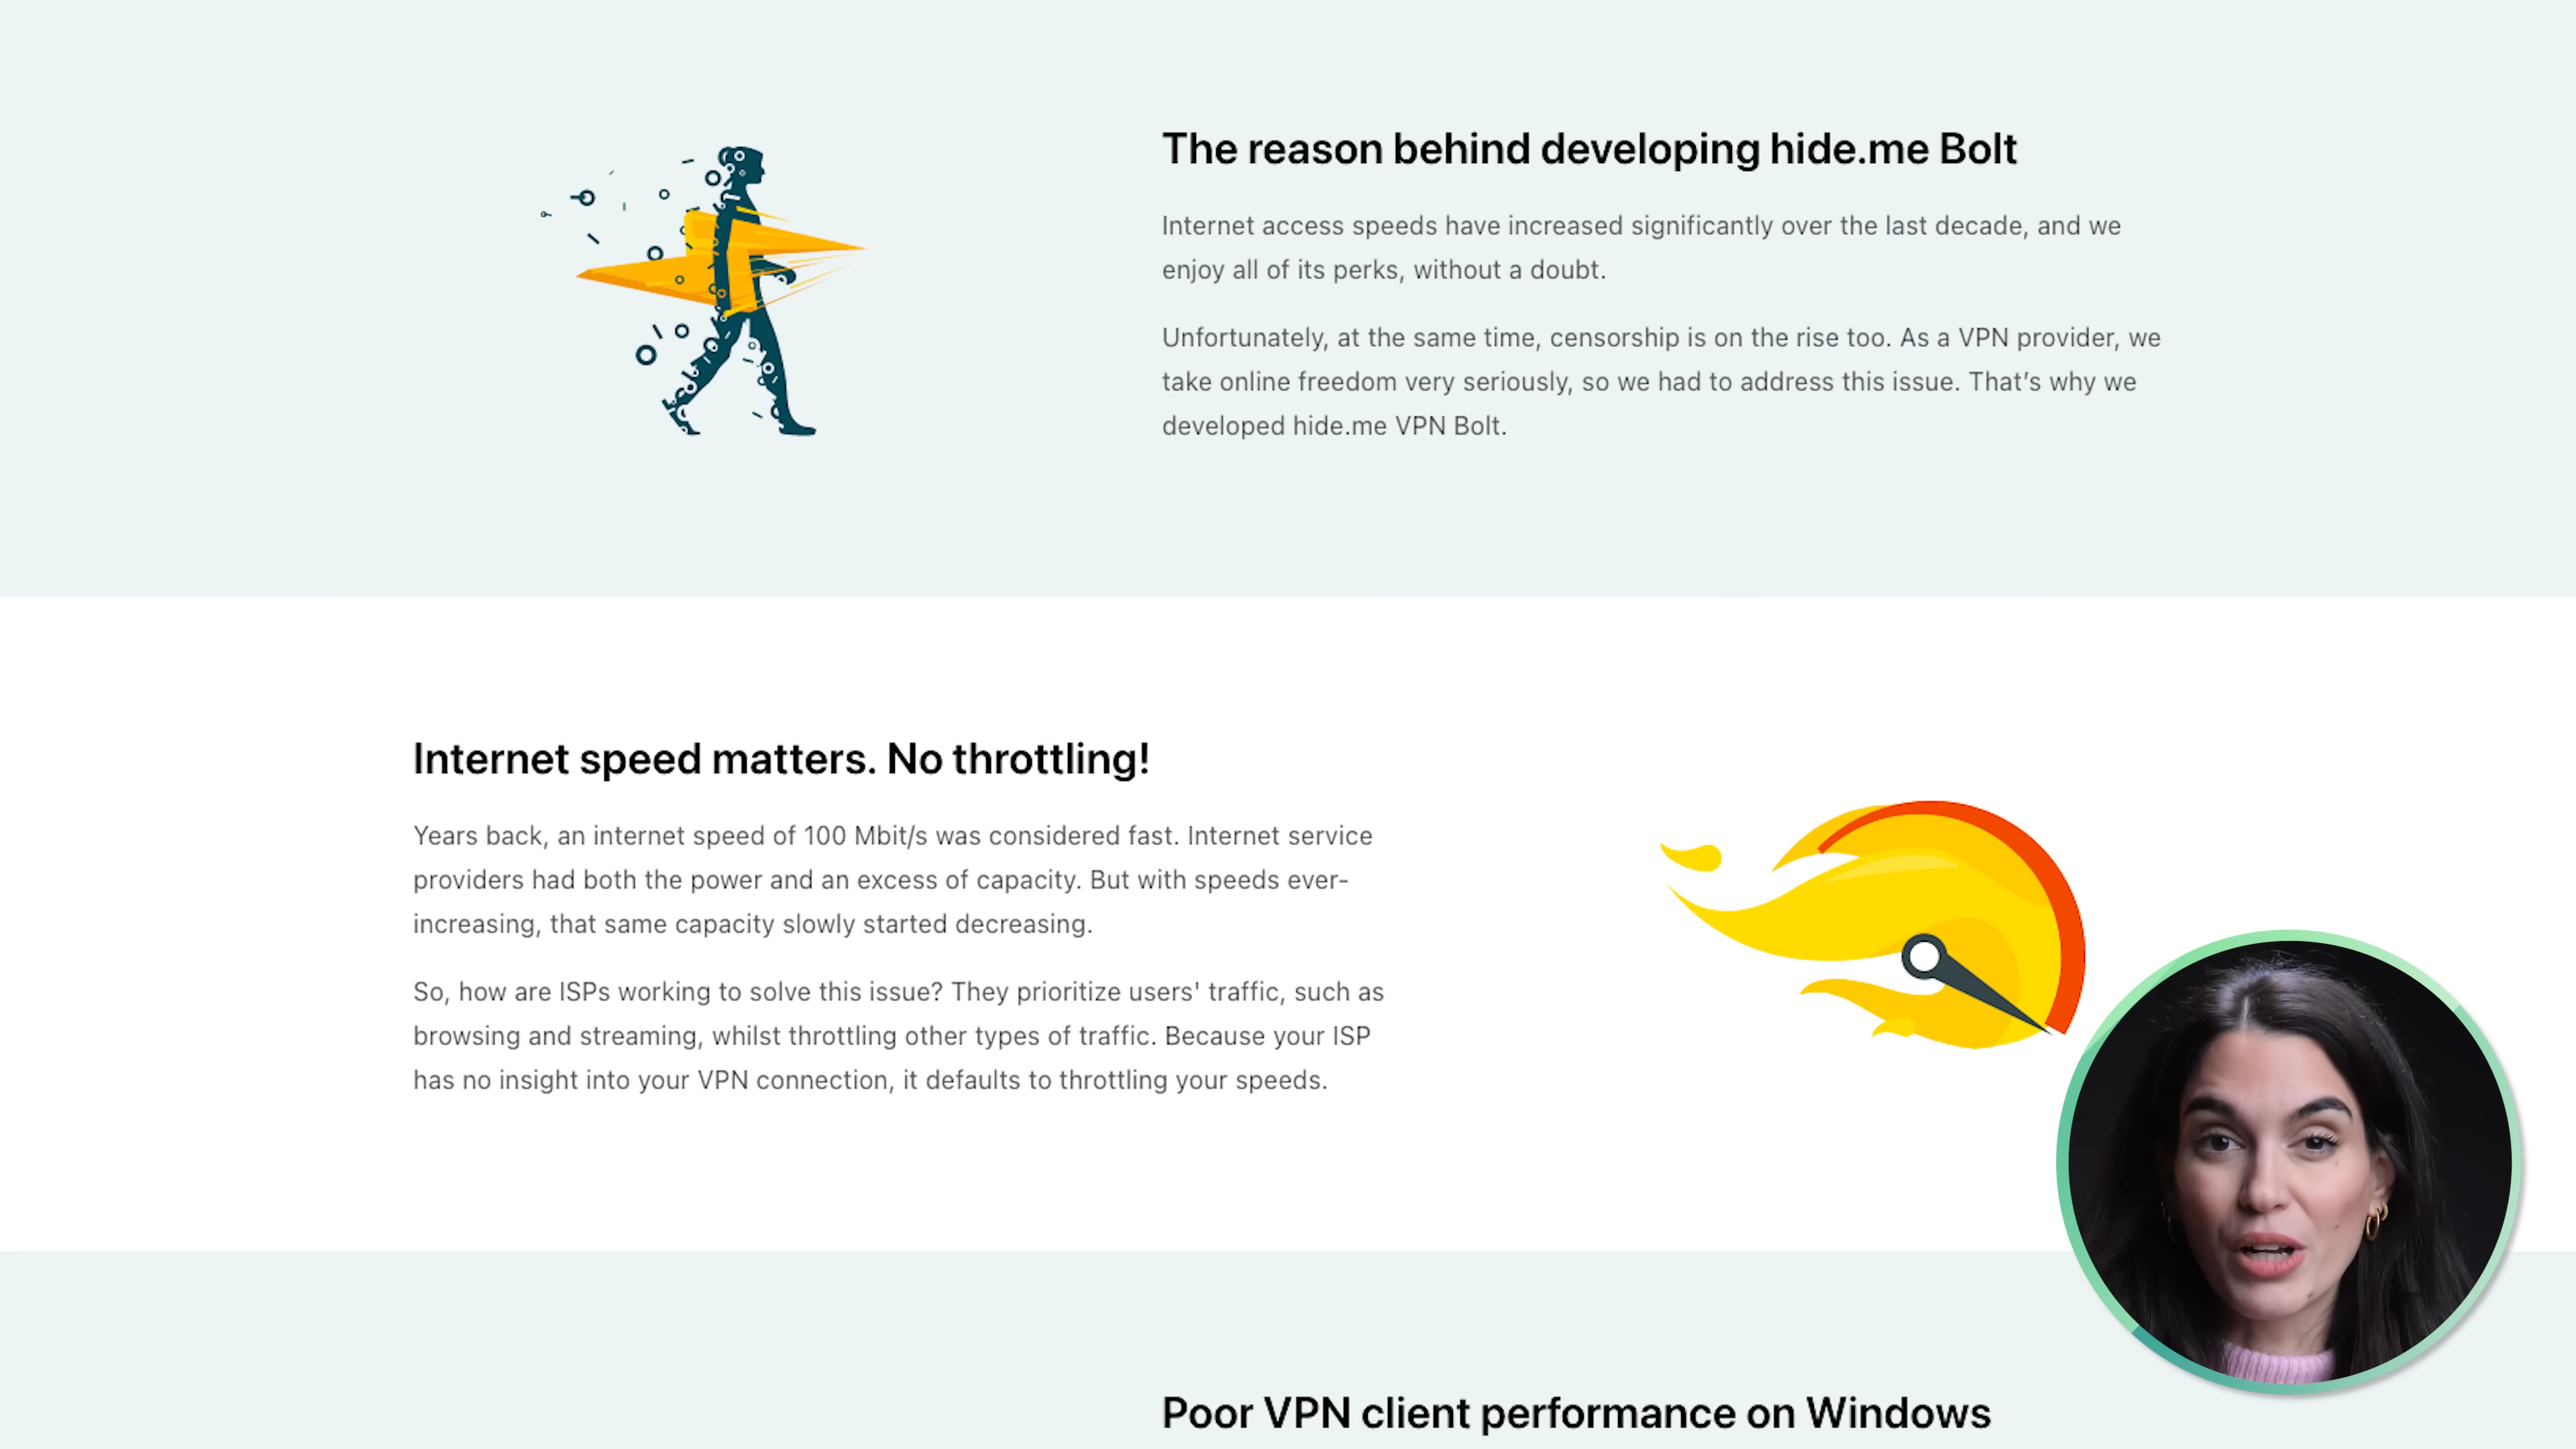 The reason behind developing hide.me Bolt
Internet access speeds have increased significantly over the last decade, and we
enjoy all of its perks, without a doubt.
Unfortunately, at the same time, censorship is on the rise too. As a VPN provider, we
take online freedom very seriously, so we had to address this issue. That’s why we
developed hide.me VPN Bolt.
Internet speed matters. No throttling!
Years back, an internet speed of 100 Mbit/s was considered fast. Internet service
providers had both the power and an excess of capacity. But with speeds ever-
increasing, that same capacity slowly started decreasing.
So, how are ISPs working to solve this issue? They prioritize users' traffic, such as
browsing and streaming, whilst throttling other types of traffic. Because your ISP
has no insight into your VPN connection, it defaults to throttling your speeds.
Poor VPN client performance on Windows